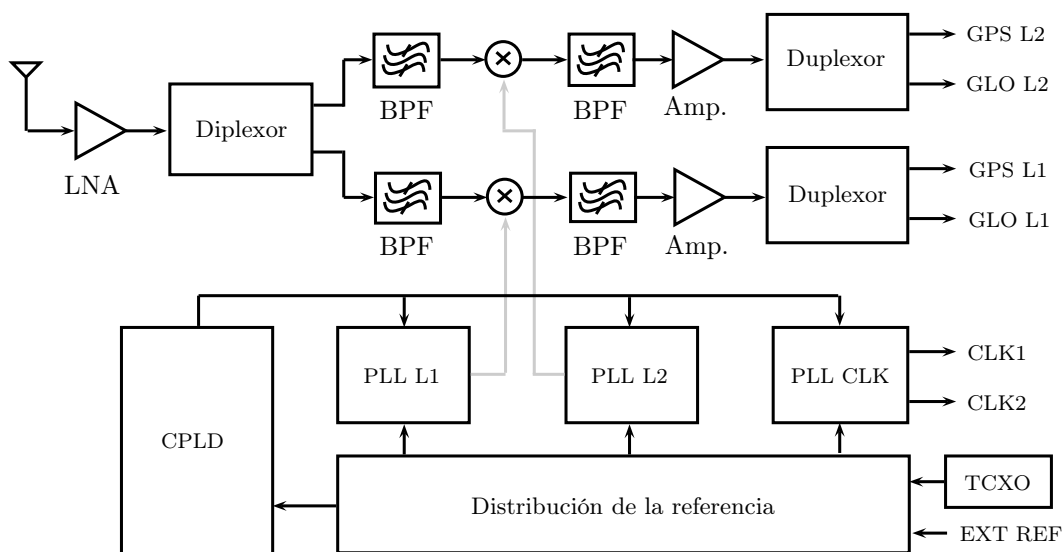 GPS L2
Duplexor
GLO L2
BPF
BPF
Amp.
Diplexor
LNA
GPS L1
Duplexor
GLO L1
BPF
BPF
Amp.
PLL L1
PLL L2
PLL CLK
CLK1
CLK2
CPLD
TCXO
Distribución de la referencia
EXT REF